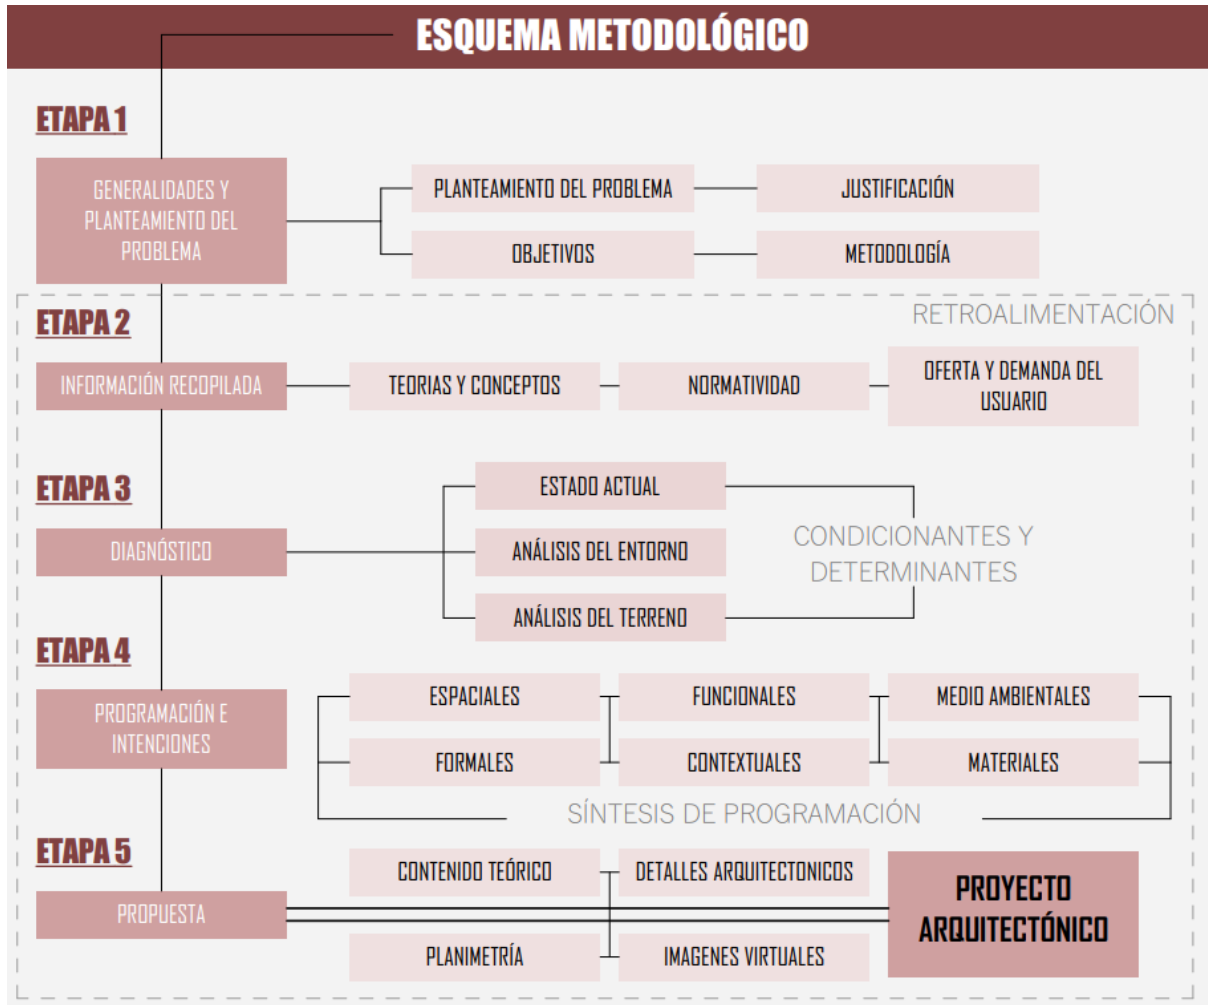 ESQUEMA METODOLÓGICO
ETAPA 1
GENERALIDADES Y
PLANTEAMIENTO DEL
PROBLEMA
PLANTEAMIENTO DEL PROBLEMA
JUSTIFICACIÓN
OBJETIVOS
METODOLOGÍA
RETROALIMENTACIÓN
ETAPA 2
INFORMACIÓN RECOPILADA
TEORIAS Y CONCEPTOS
NORMATIVIDAD
OFERTA Y DEMANDA DEL
USUARIO
ETAPA 3
DIAGNÓSTICO
ESTADO ACTUAL
ANÁLISIS DEL ENTORNO
ANÁLISIS DEL TERRENO
CONDICIONANTES Y
DETERMINANTES
ETAPA 4
PROGRAMACIÓN E
INTENCIONES
ESPACIALES
FUNCIONALES
MEDIO AMBIENTALES
FORMALES
CONTEXTUALES
MATERIALES
SÍNTESIS DE PROGRAMACIÓN
ETAPA 5
PROPUESTA
CONTENIDO TEÓRICO
DETALLES ARQUITECTONICOS
PLANIMETRÍA
IMAGENES VIRTUALES
PROYECTO
ARQUITECTÓNICO